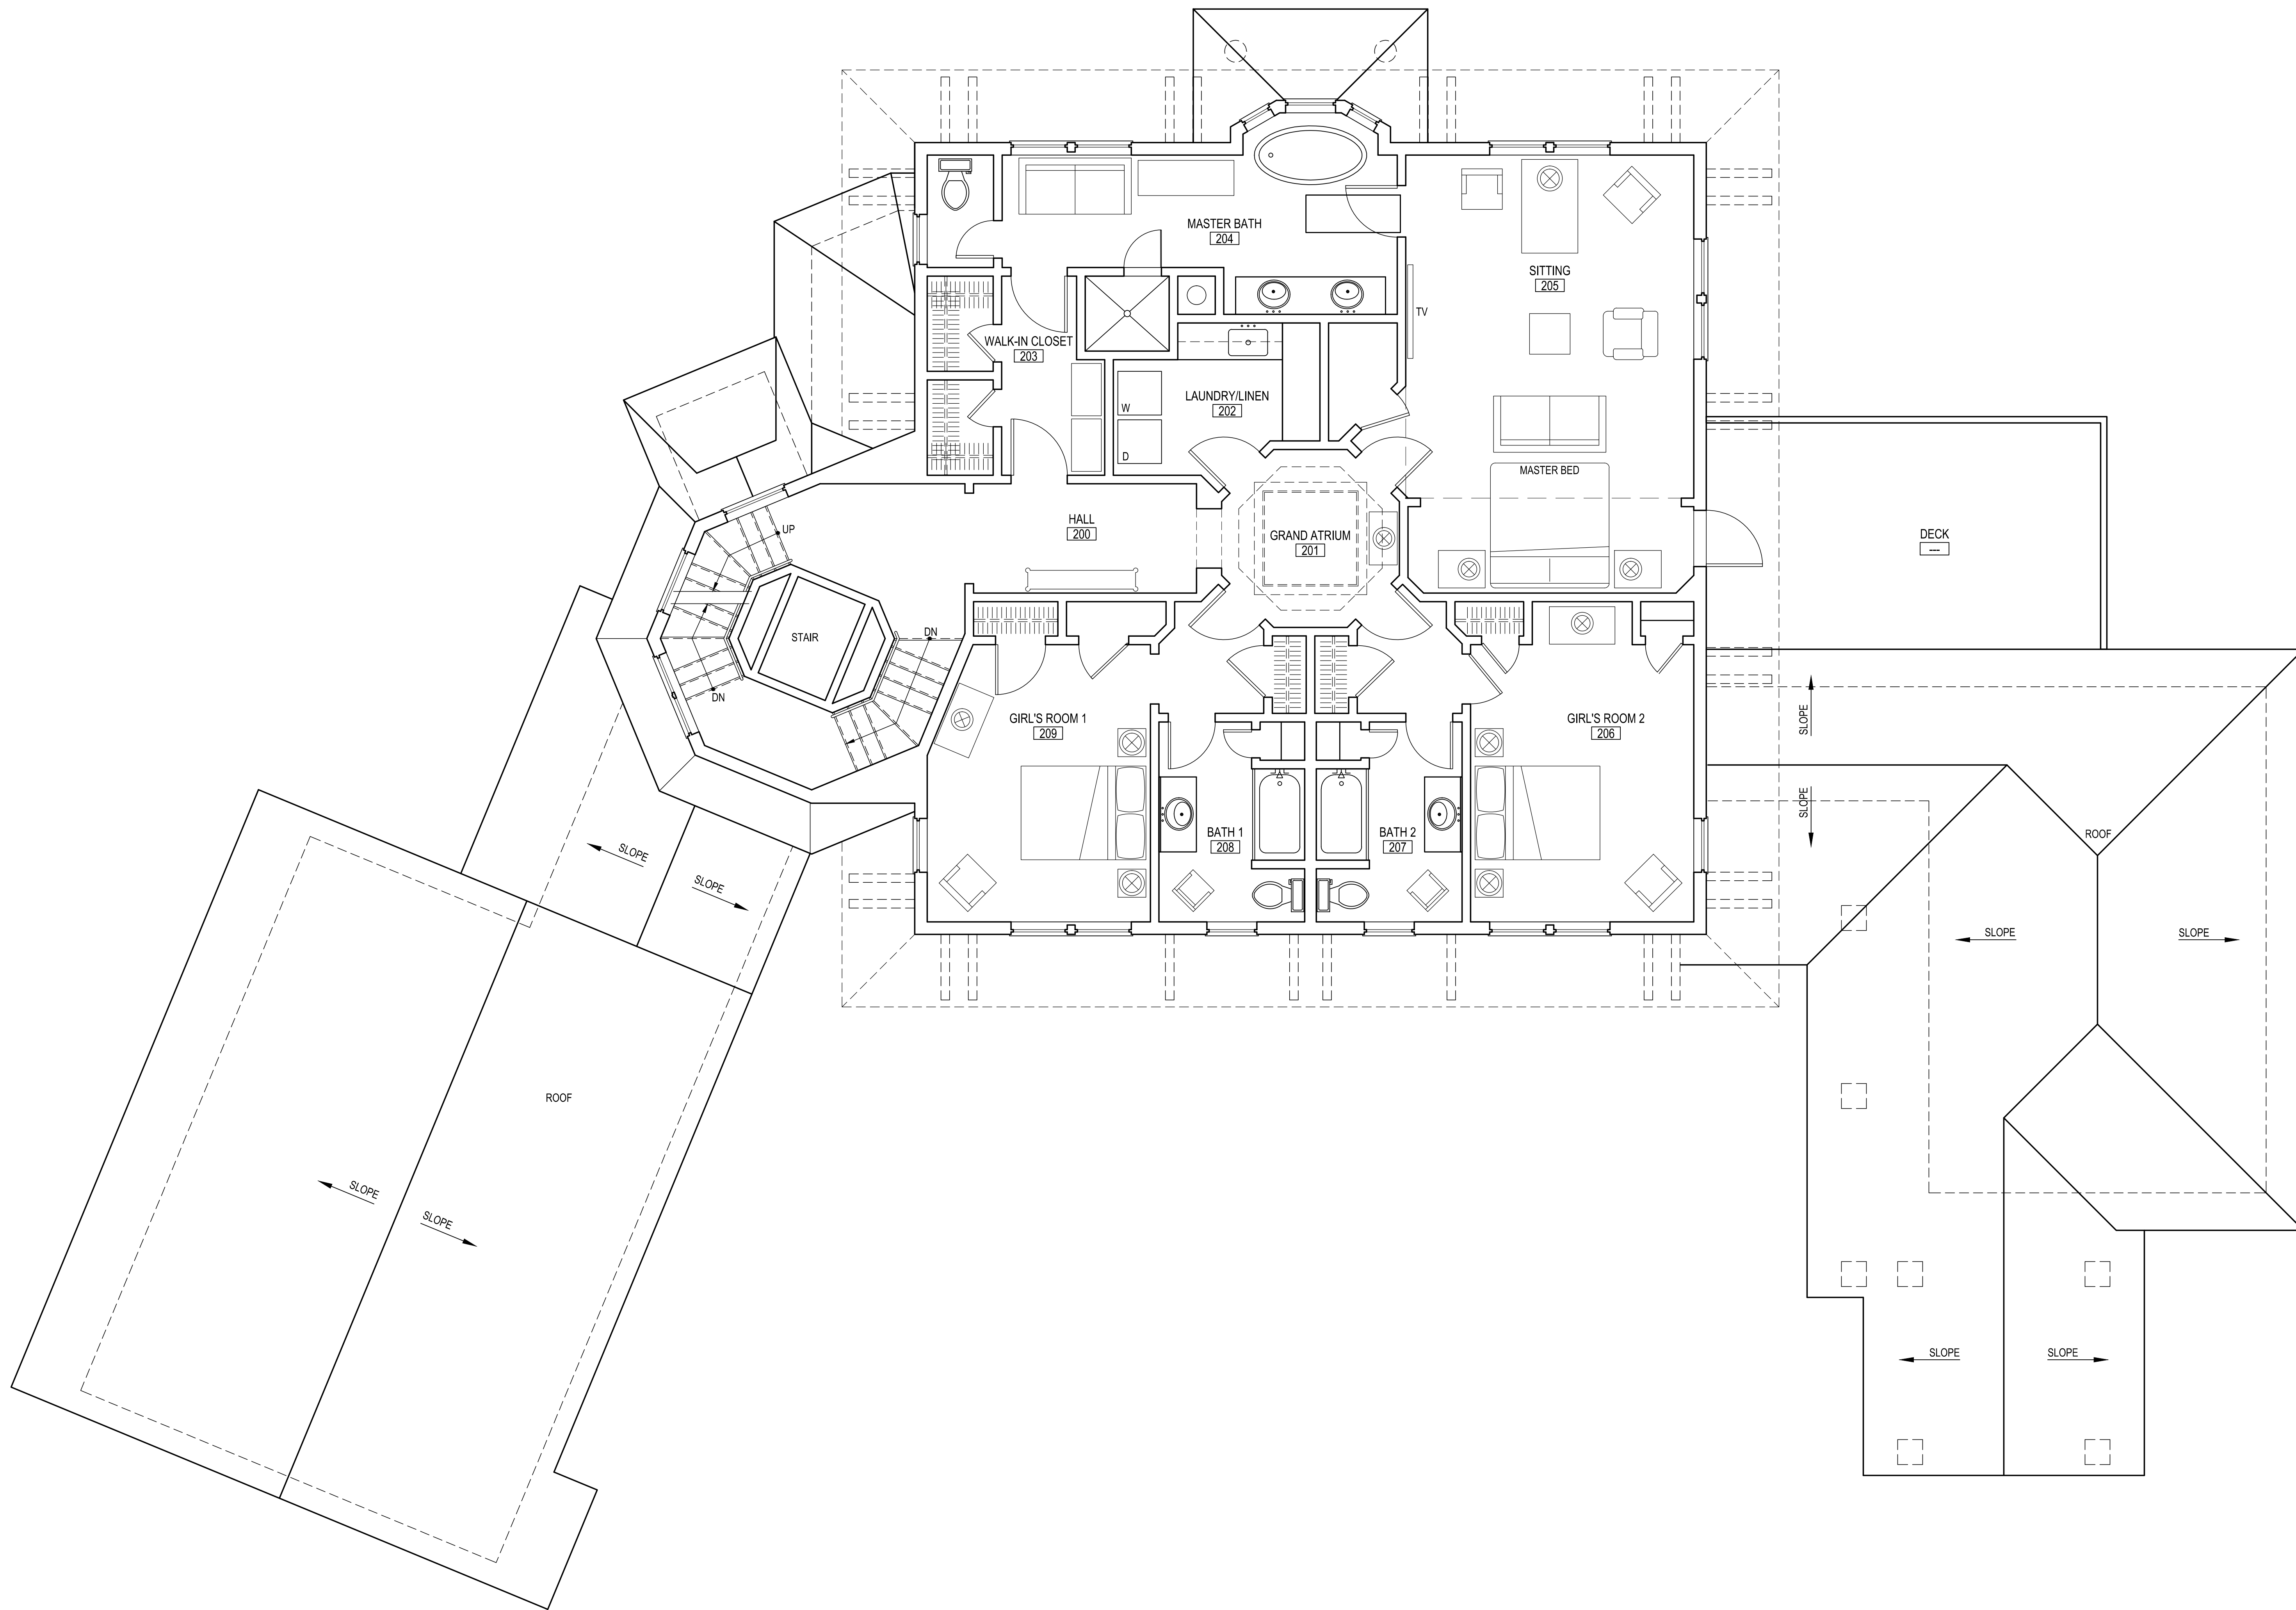 MASTER BATH
204
SITTING
205
TV
WALK-IN CLOSET
203
LAUNDRY/LINEN
202
W
D
MASTER BED
UP
HALL
200
GRAND ATRIUM
201
DECK
---
STAIR
DN
DN
GIRL'S ROOM 1
209
GIRL'S ROOM 2
206
SLOPE
SLOPE
BATH 1
208
BATH 2
207
ROOF
SLOPE
SLOPE
SLOPE
SLOPE
ROOF
SLOPE
SLOPE
SLOPE
SLOPE